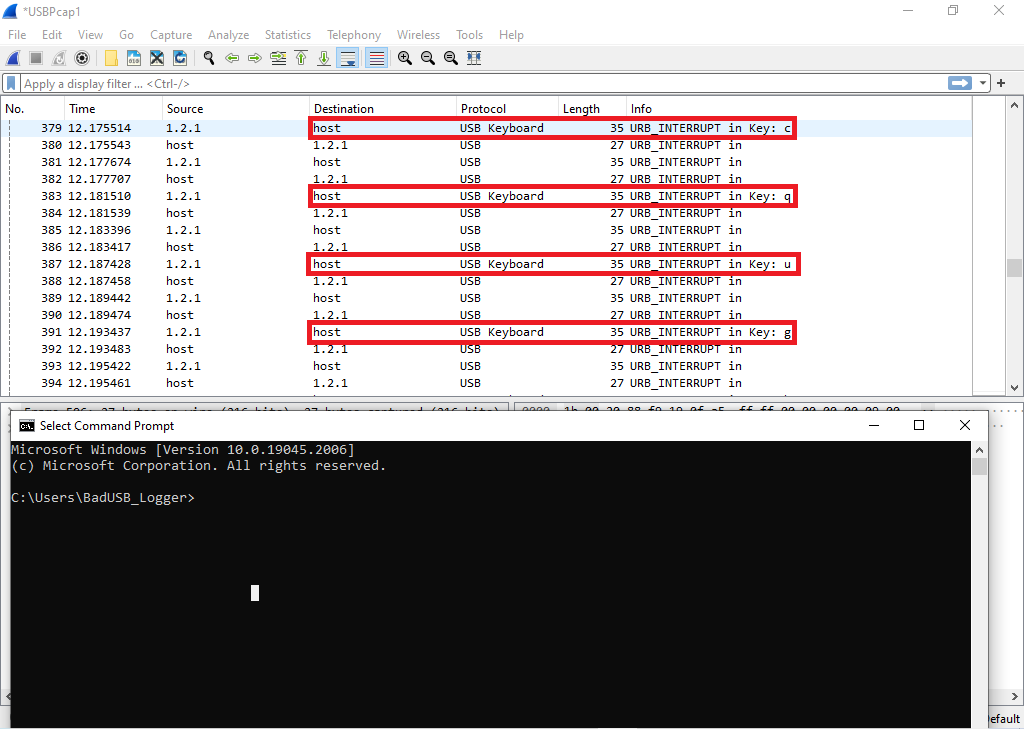 *USBPcap1
File Edit View Go Capture Analyze Statistics Telephony Wireless Tools Help
Apply a display filter ... <Ctrl-/>
No. Time Source Destination Protocol Length Info
379 12.175514 1.2.1 host USB Keyboard 35 URB_INTERRUPT in Key: c
380 12.175543 host 1.2.1 USB 27 URB_INTERRUPT in
381 12.177674 1.2.1 host USB 35 URB_INTERRUPT in
382 12.177707 host 1.2.1 USB 27 URB_INTERRUPT in
383 12.181510 1.2.1 host USB Keyboard 35 URB_INTERRUPT in Key: q
384 12.181539 host 1.2.1 USB 27 URB_INTERRUPT in
385 12.183396 1.2.1 host USB 35 URB_INTERRUPT in
386 12.183417 host 1.2.1 USB 27 URB_INTERRUPT in
387 12.187428 1.2.1 host USB Keyboard 35 URB_INTERRUPT in Key: u
388 12.187458 host 1.2.1 USB 27 URB_INTERRUPT in
389 12.189442 1.2.1 host USB 35 URB_INTERRUPT in
390 12.189474 host 1.2.1 USB 27 URB_INTERRUPT in
391 12.193437 1.2.1 host USB Keyboard 35 URB_INTERRUPT in Key: g
392 12.193483 host 1.2.1 USB 27 URB_INTERRUPT in
393 12.195422 1.2.1 host USB 35 URB_INTERRUPT in
394 12.195461 host 1.2.1 USB 27 URB_INTERRUPT in
Select Command Prompt
Microsoft Windows [Version 10.0.19045.2006]
(c) Microsoft Corporation. All rights reserved.
C:\Users\BadUSB_Logger>